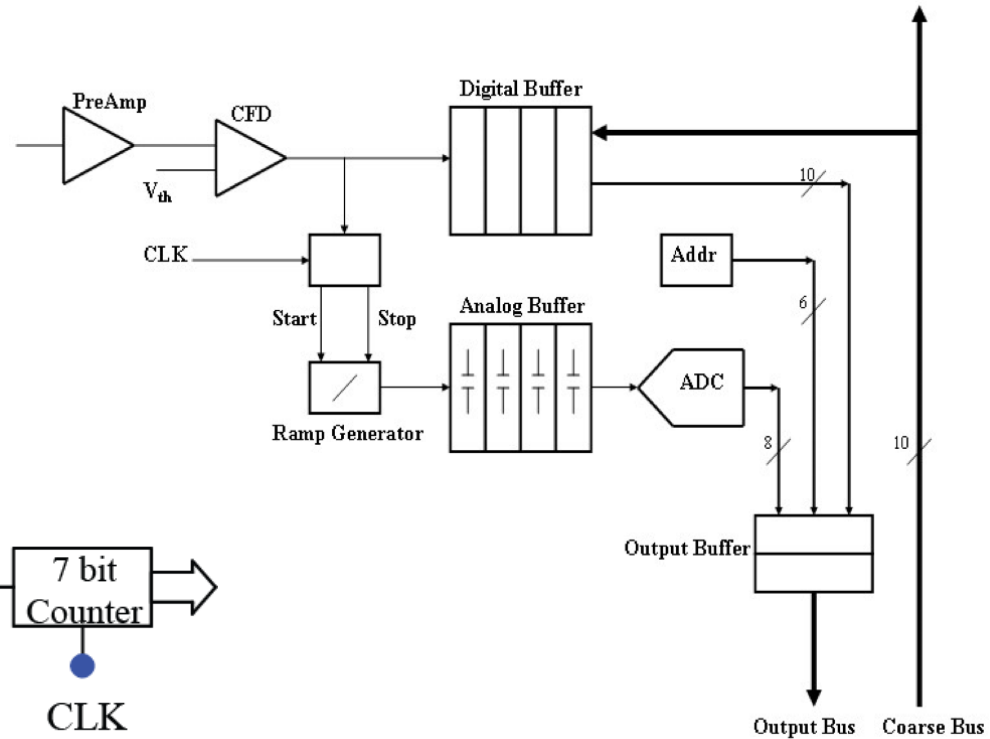 PreAmp
CFD
V_th
Digital Buffer
10
CLK
Addr
6
Start
Stop
Analog Buffer
ADC
Ramp Generator
8
10
Output Buffer
7 bit
Counter
CLK
Output Bus
Coarse Bus